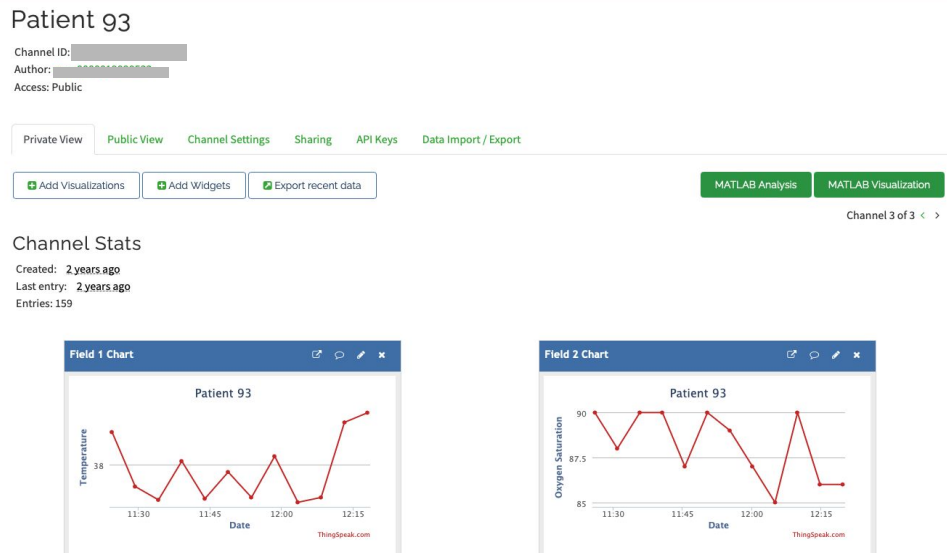 Patient 93
Channel ID:
Author:
Access: Public
Private View Public View Channel Settings Sharing API Keys Data Import / Export
Add Visualizations Add Widgets Export recent data MATLAB Analysis MATLAB Visualization
Channel 3 of 3 < >
Channel Stats
Created: 2 years ago
Last entry: 2 years ago
Entries: 159
Field 1 Chart
Patient 93
Temperature
38
11:30 11:45 12:00 12:15
Date
ThingSpeak.com
Field 2 Chart
Patient 93
Oxygen Saturation
90
87.5
85
11:30 11:45 12:00 12:15
Date
ThingSpeak.com